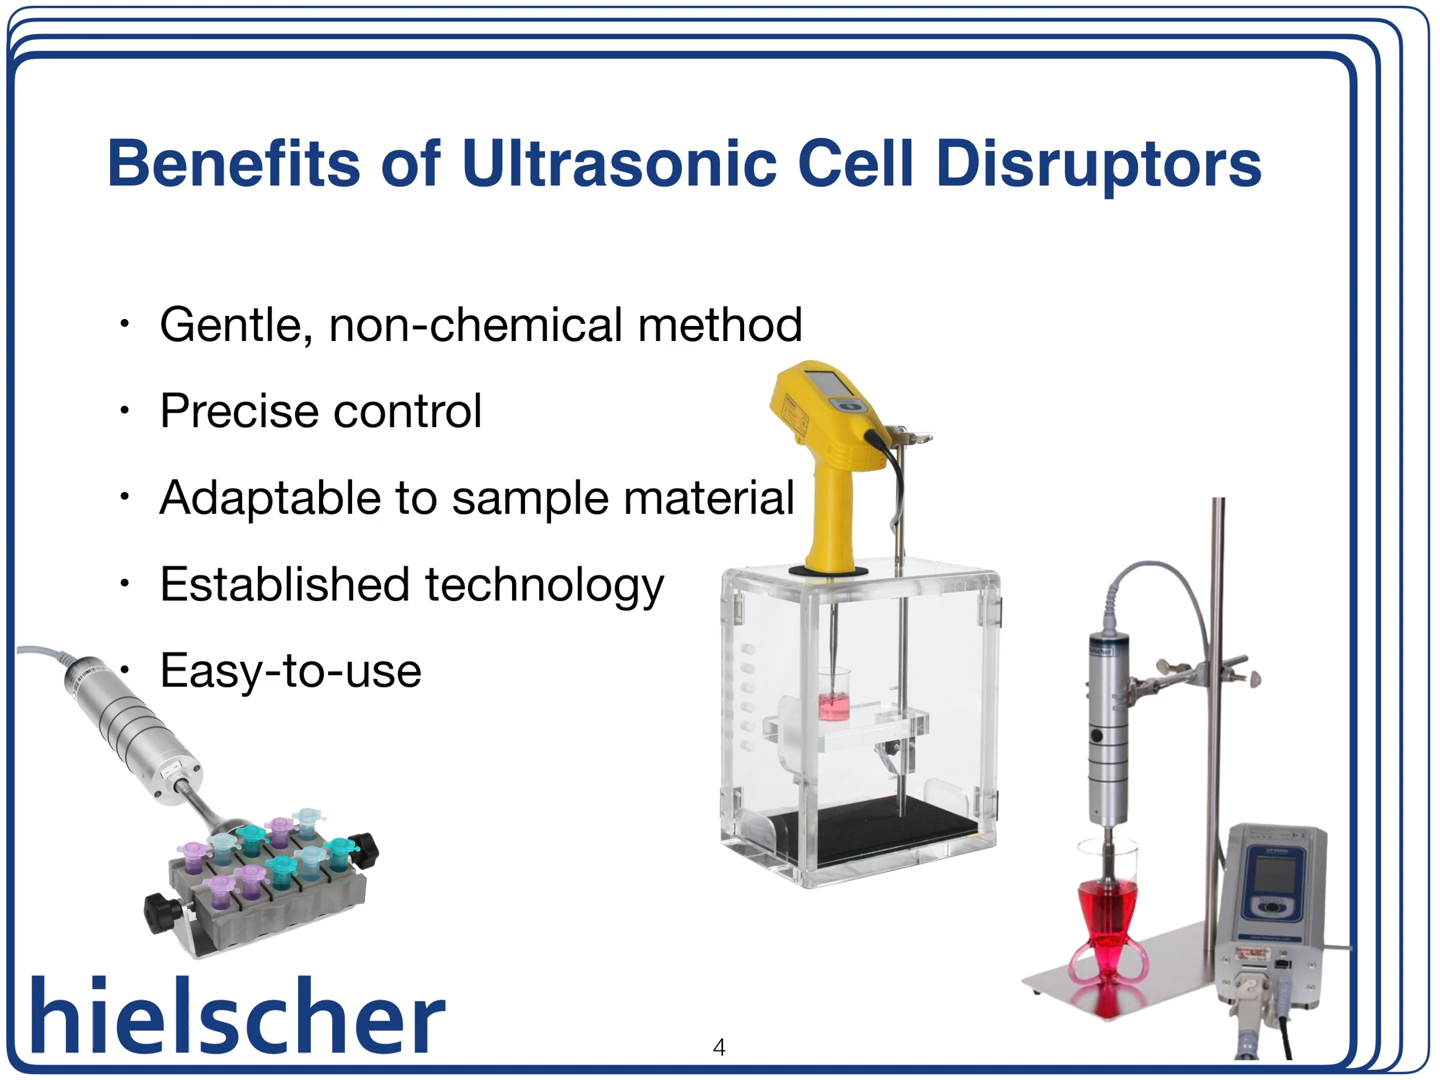 Benefits of Ultrasonic Cell Disruptors
• Gentle, non-chemical method
• Precise control
• Adaptable to sample material
• Established technology
• Easy-to-use
hielscher
hielscher
4